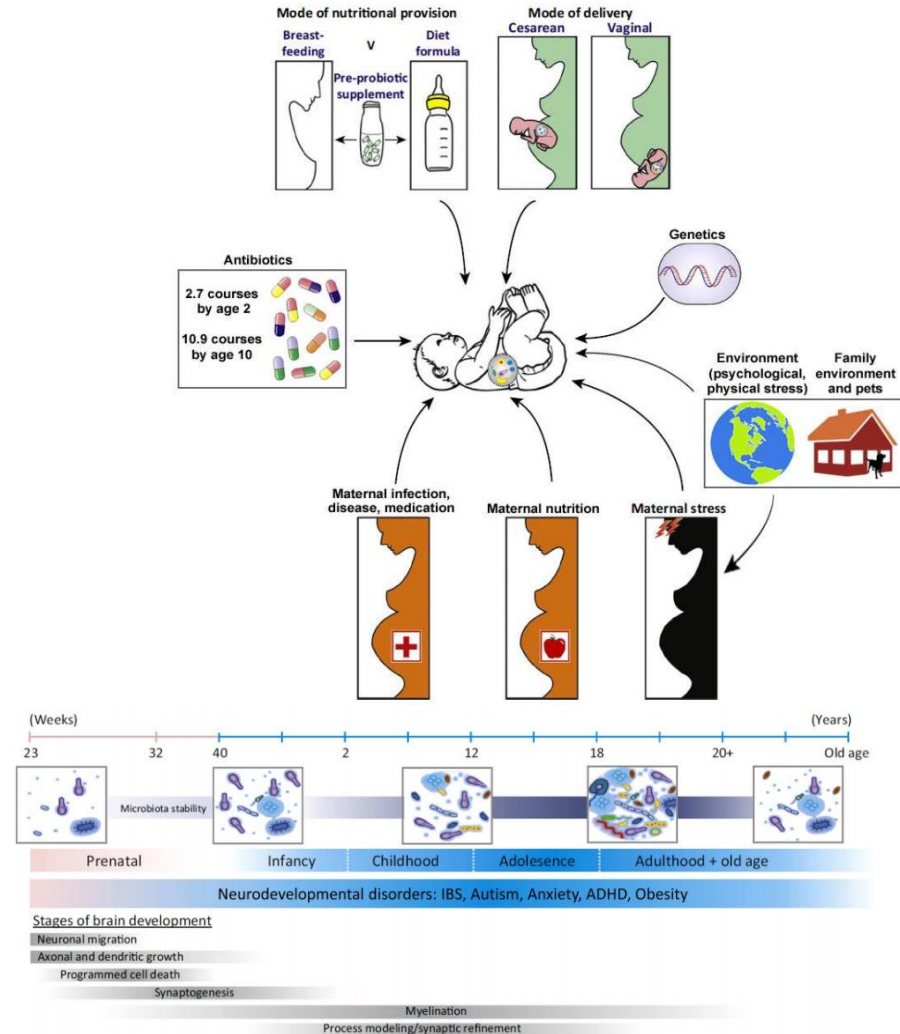 Mode of nutritional provision
Breast-
feeding
V
Diet
formula
Pre-probiotic
supplement
Mode of delivery
Cesarean
Vaginal
Genetics
Antibiotics
2.7 courses
by age 2
10.9 courses
by age 10
Environment
(psychological,
physical stress)
Family
environment
and pets
Maternal infection,
disease, medication
Maternal nutrition
Maternal stress
(Weeks)
(Years)
23 32 40 2 12 18 20+ Old age
Microbiota stability
Prenatal Infancy Childhood Adolesence Adulthood + old age
Neurodevelopmental disorders: IBS, Autism, Anxiety, ADHD, Obesity
Stages of brain development
Neuronal migration
Axonal and dendritic growth
Programmed cell death
Synaptogenesis
Myelination
Process modeling/synaptic refinement